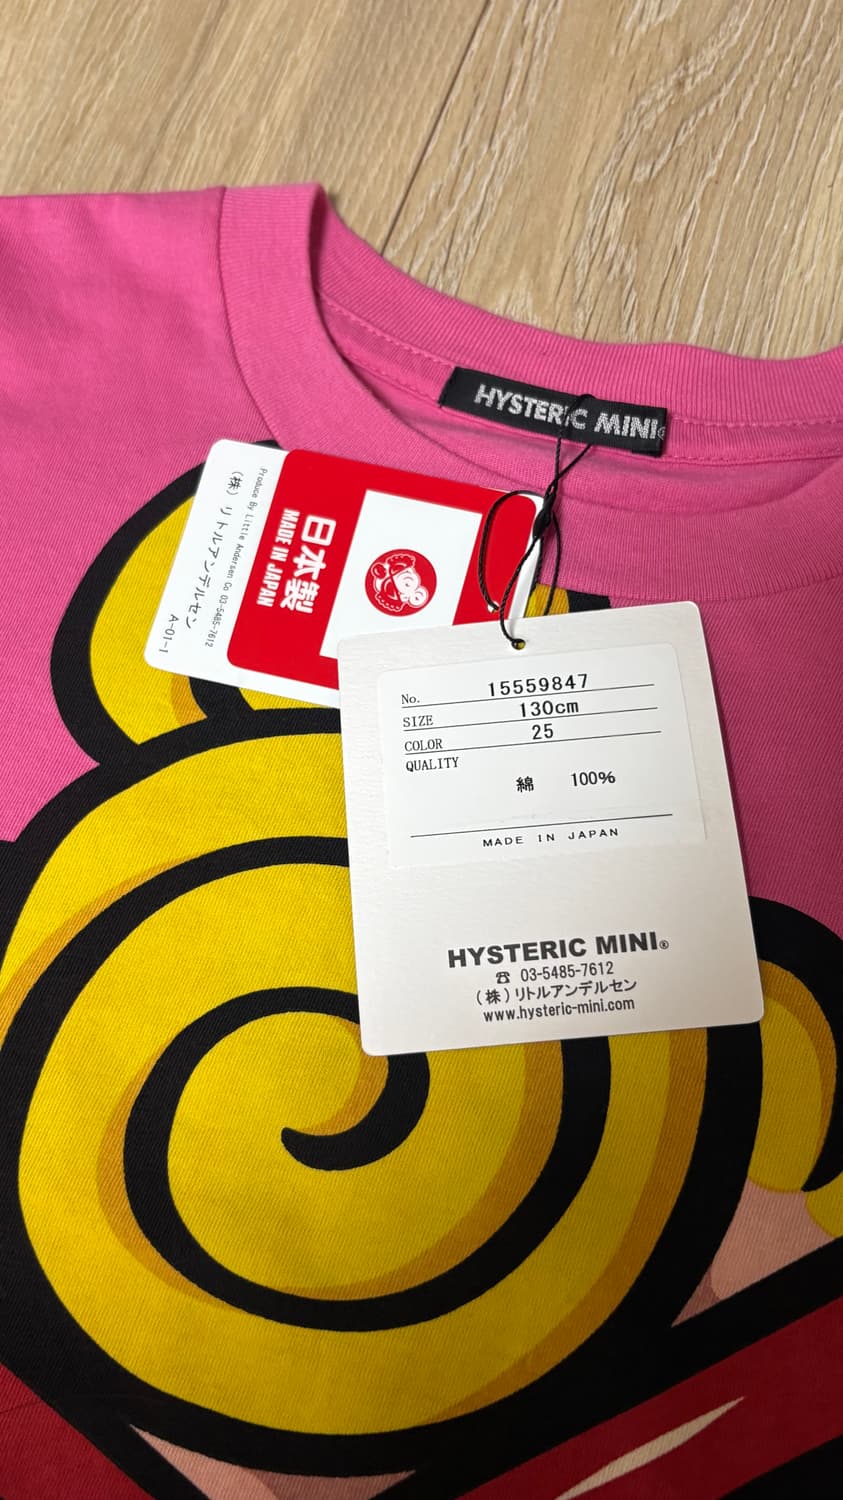 HYSTERIC MINI
Produce By Little Andersen Co 03-5485-7612
(株) リトルアンデルセン
A-01-1
日本製
MADE IN JAPAN
No. 15559847
SIZE 130cm
COLOR 25
QUALITY
綿 100%
MADE IN JAPAN
HYSTERIC MINI®
☎ 03-5485-7612
(株)リトルアンデルセン
www.hysteric-mini.com